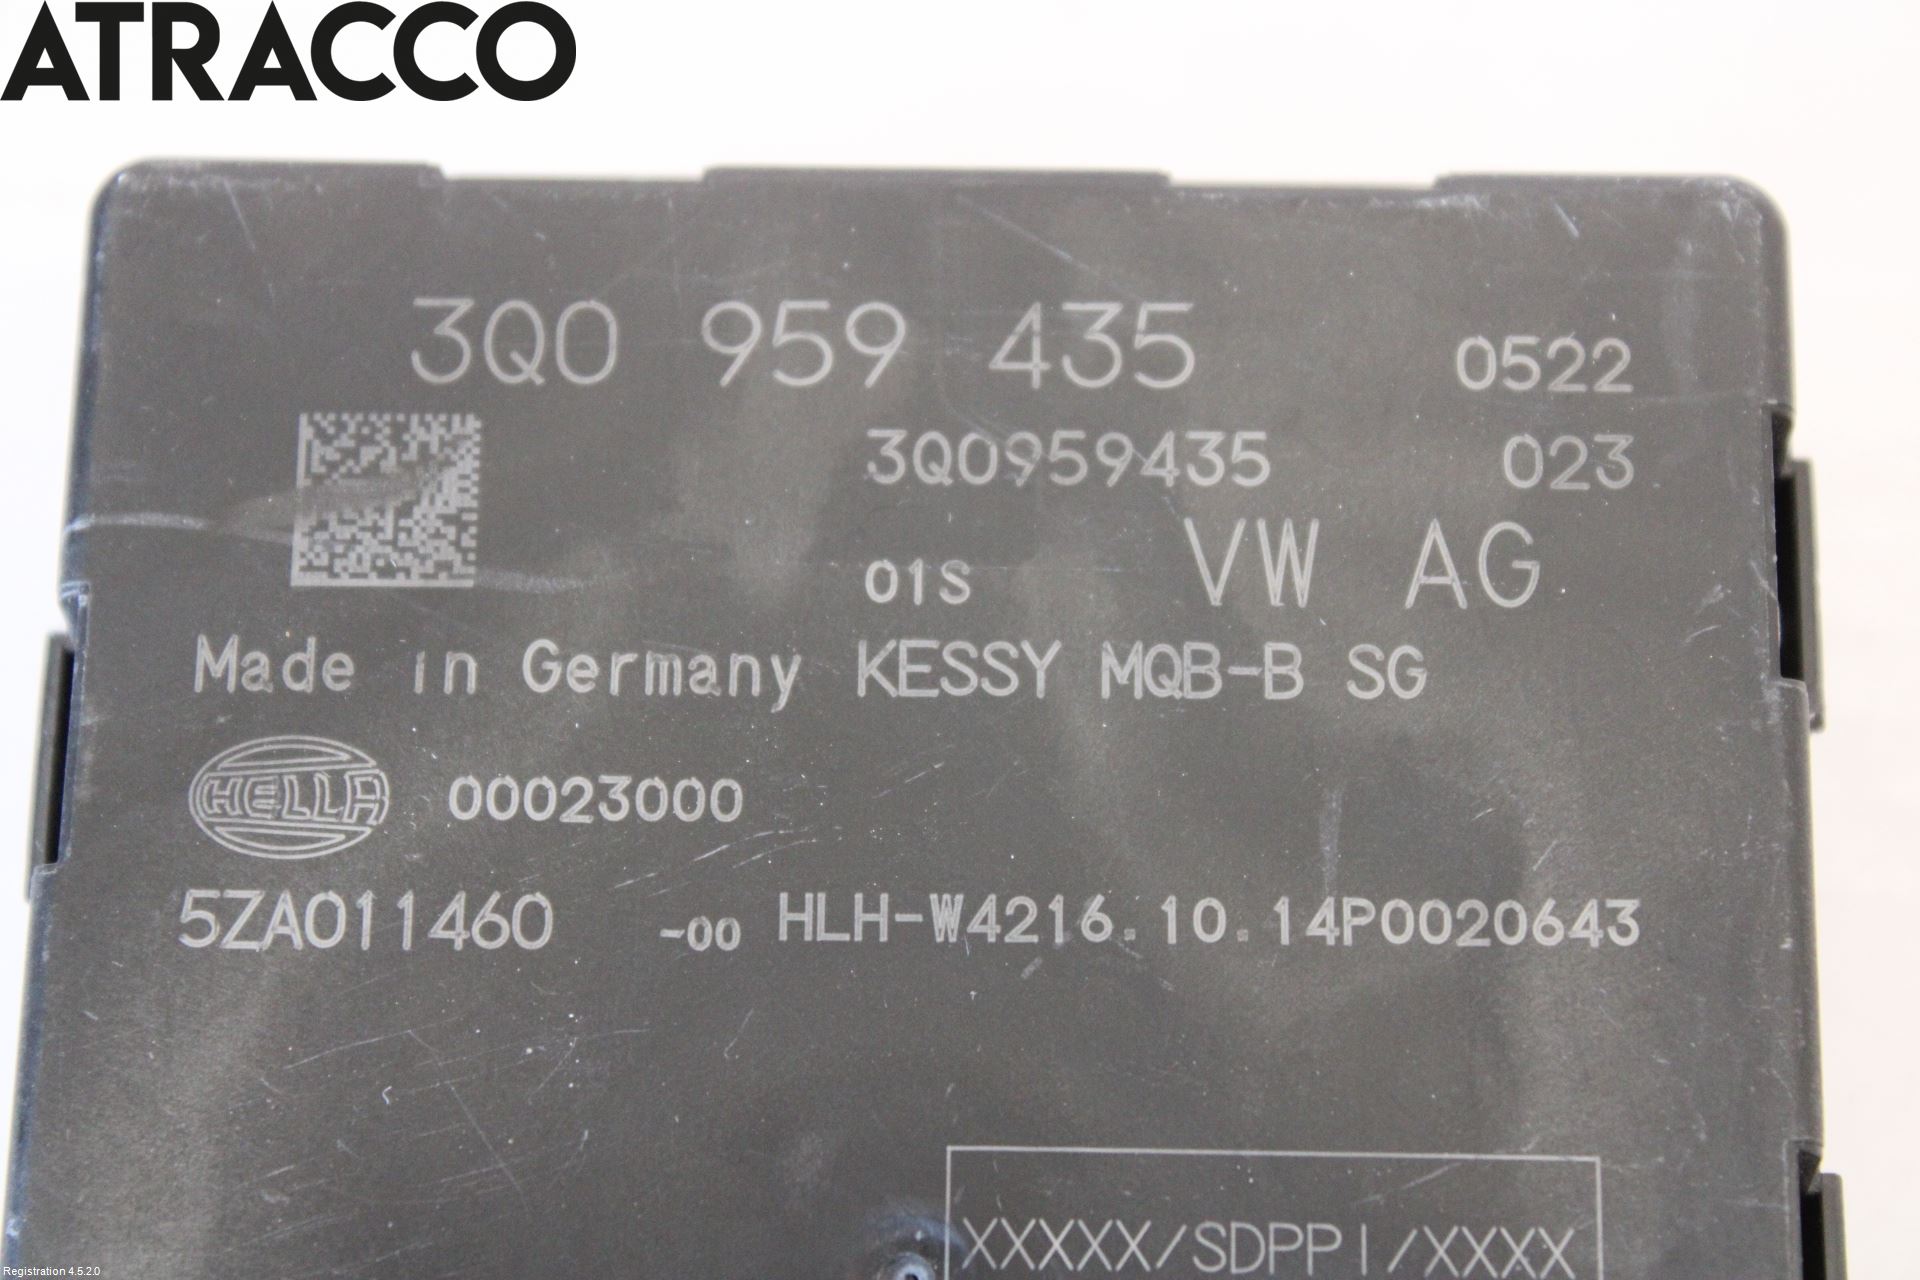 ATRACCO
3Q0 959 435 0522
3Q0959435 023
01S VW AG
Made in Germany KESSY MQB-B SG
HELLA 00023000
5ZA011460 -00 HLH-W4216.10.14P0020643
XXXXX/SDPPI/XXXX
Registration 4.5.2.0